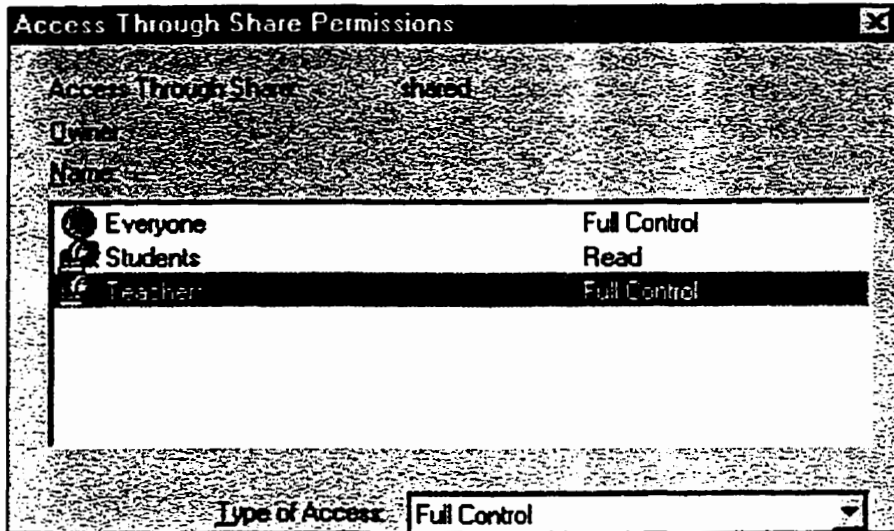 Access Through Share Permissions
Access Through Share: shared
Owner:
Name:
Everyone Full Control
Students Read
Teacher Full Control
Type of Access: Full Control